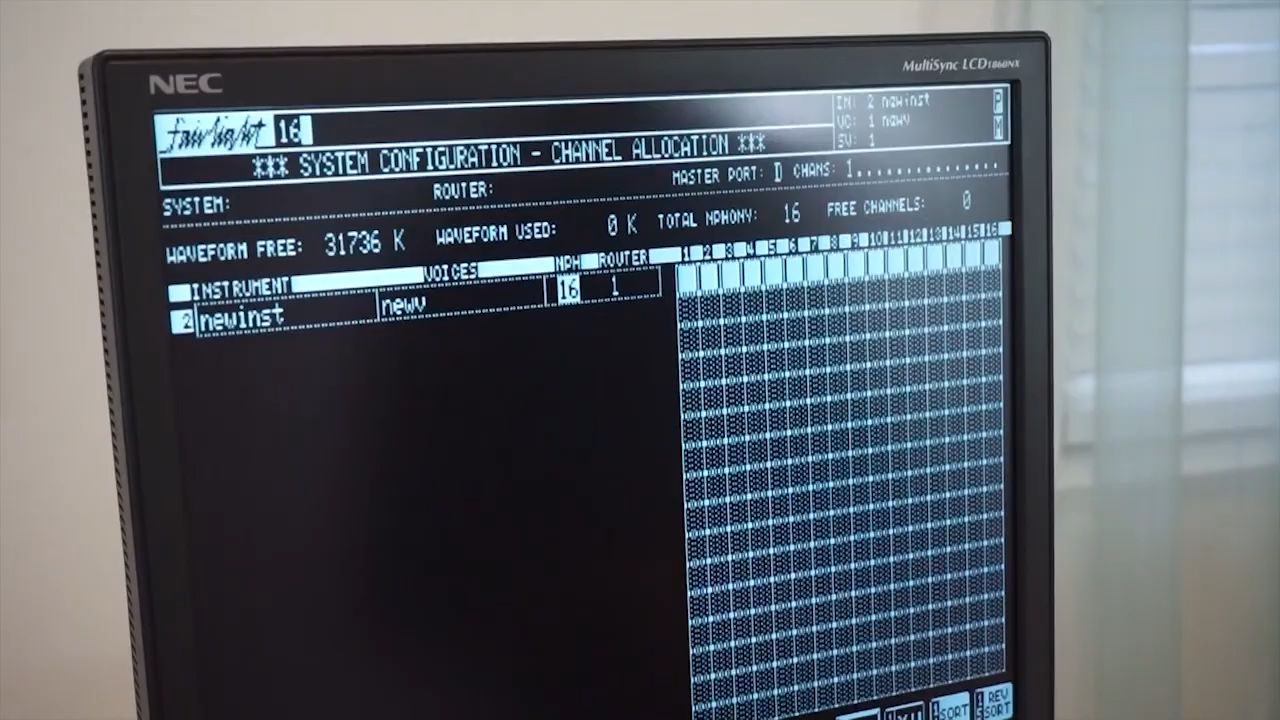 NEC
MultiSync LCD1860NX
fairlight 16
IN: 2 newinst P
VC: 1 newv
SV: 1 M
*** SYSTEM CONFIGURATION - CHANNEL ALLOCATION ***
SYSTEM: ROUTER: MASTER PORT: D CHANS: 1...............
WAVEFORM FREE: 31736 K WAVEFORM USED: 0 K TOTAL NPHONY: 16 FREE CHANNELS: 0
INSTRUMENT VOICES NPH ROUTER 1 2 3 4 5 6 7 8 9 10 11 12 13 14 15 16
2 newinst newv 16 1
SORT REV SORT